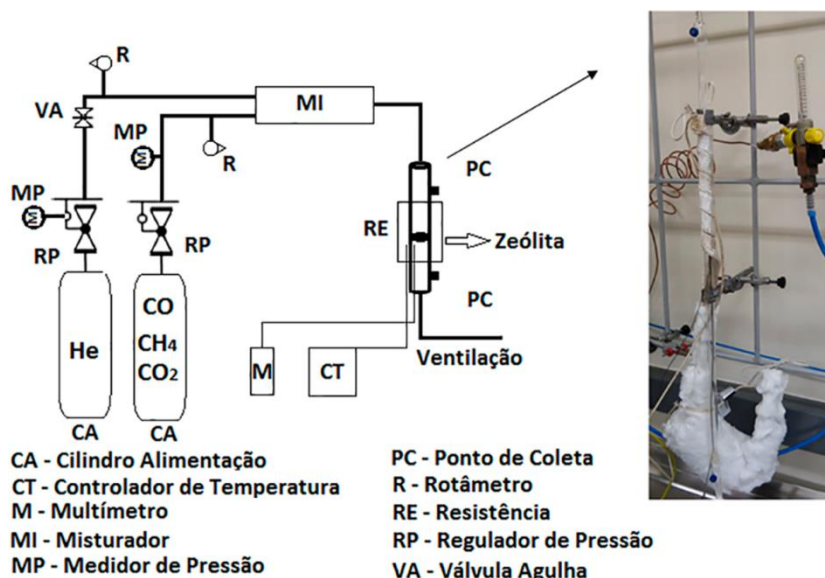 R
VA
MP
MP
RP
He
CA
MP
R
RP
CO
CH4
CO2
CA
MI
PC
RE
Zeólita
PC
M
CT
Ventilação
CA - Cilindro Alimentação
CT - Controlador de Temperatura
M - Multímetro
MI - Misturador
MP - Medidor de Pressão
PC - Ponto de Coleta
R - Rotâmetro
RE - Resistência
RP - Regulador de Pressão
VA - Válvula Agulha